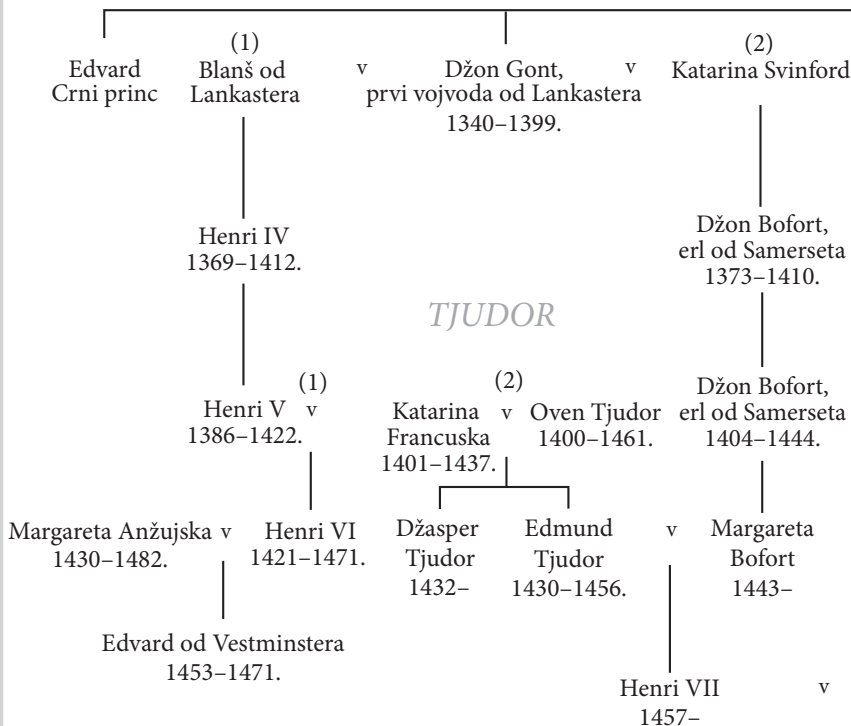 (1)
(2)
Edvard
Crni princ
Blanš od
Lankastera
v
Džon Gont,
prvi vojvoda od Lankastera
1340–1399.
v
Katarina Svinford
Henri IV
1369–1412.
Džon Bofort,
erl od Samerseta
1373–1410.
TJUDOR
(1)
(2)
Henri V
1386–1422.
v
Katarina
Francuska
1401–1437.
v
Oven Tjudor
1400–1461.
Džon Bofort,
erl od Samerseta
1404–1444.
Margareta Anžujska
1430–1482.
v
Henri VI
1421–1471.
Džasper
Tjudor
1432–
Edmund
Tjudor
1430–1456.
v
Margareta
Bofort
1443–
Edvard od Vestminstera
1453–1471.
Henri VII
1457–
v